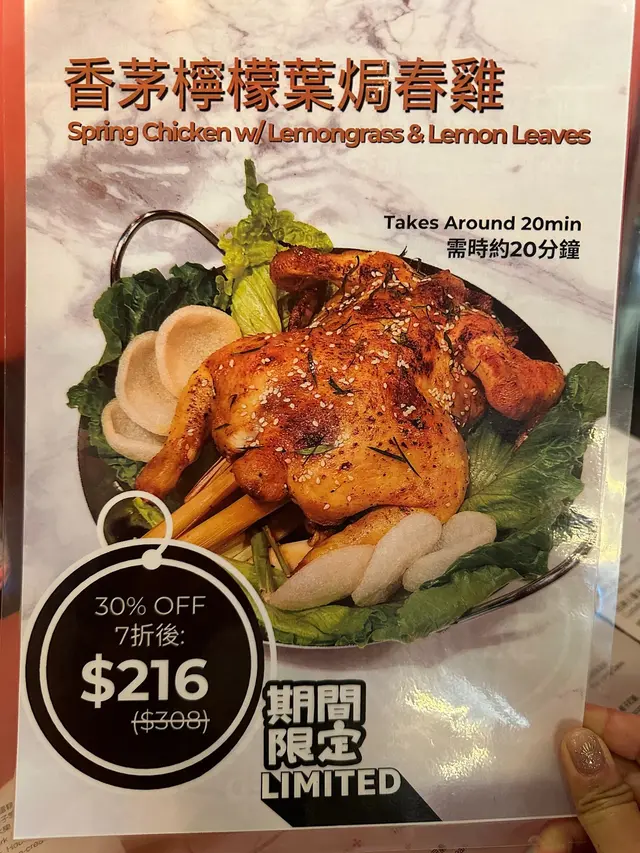 香茅檸檬葉焗春雞
Spring Chicken w/ Lemongrass & Lemon Leaves
Takes Around 20min
需時約20分鐘
30% OFF
7折後:
$216
($308)
期間
限定
LIMITED